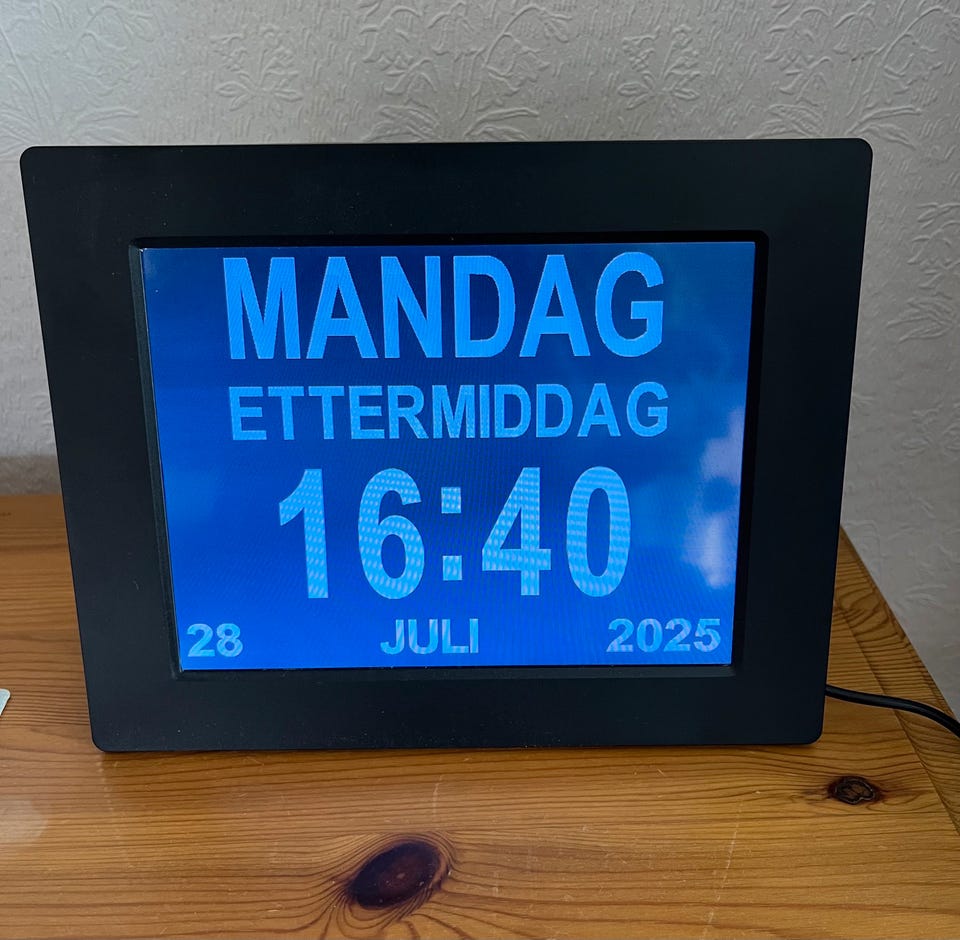 MANDAG
ETTERMIDDAG
16:40
28 JULI 2025